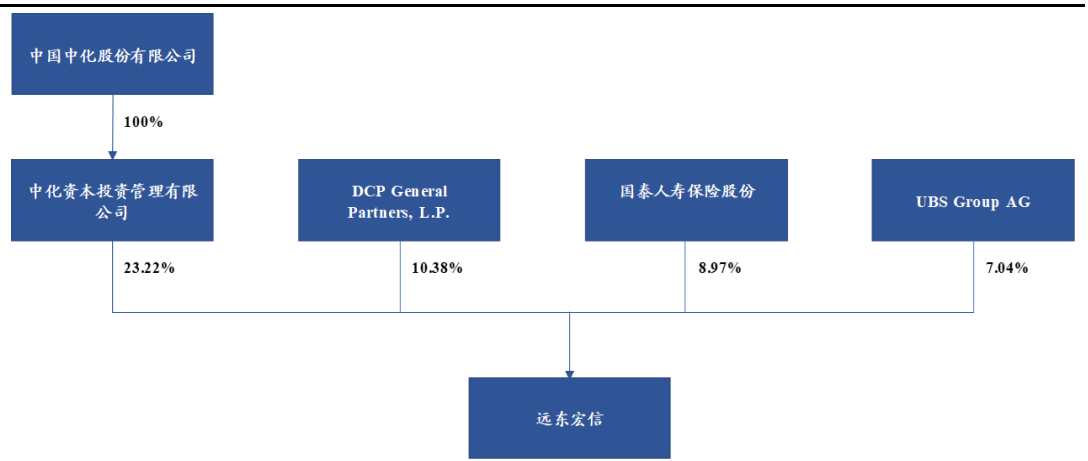 中国中化股份有限公司
100%
中化资本投资管理有限
公司
DCP General
Partners, L.P.
国泰人寿保险股份
UBS Group AG
23.22%
10.38%
8.97%
7.04%
远东宏信